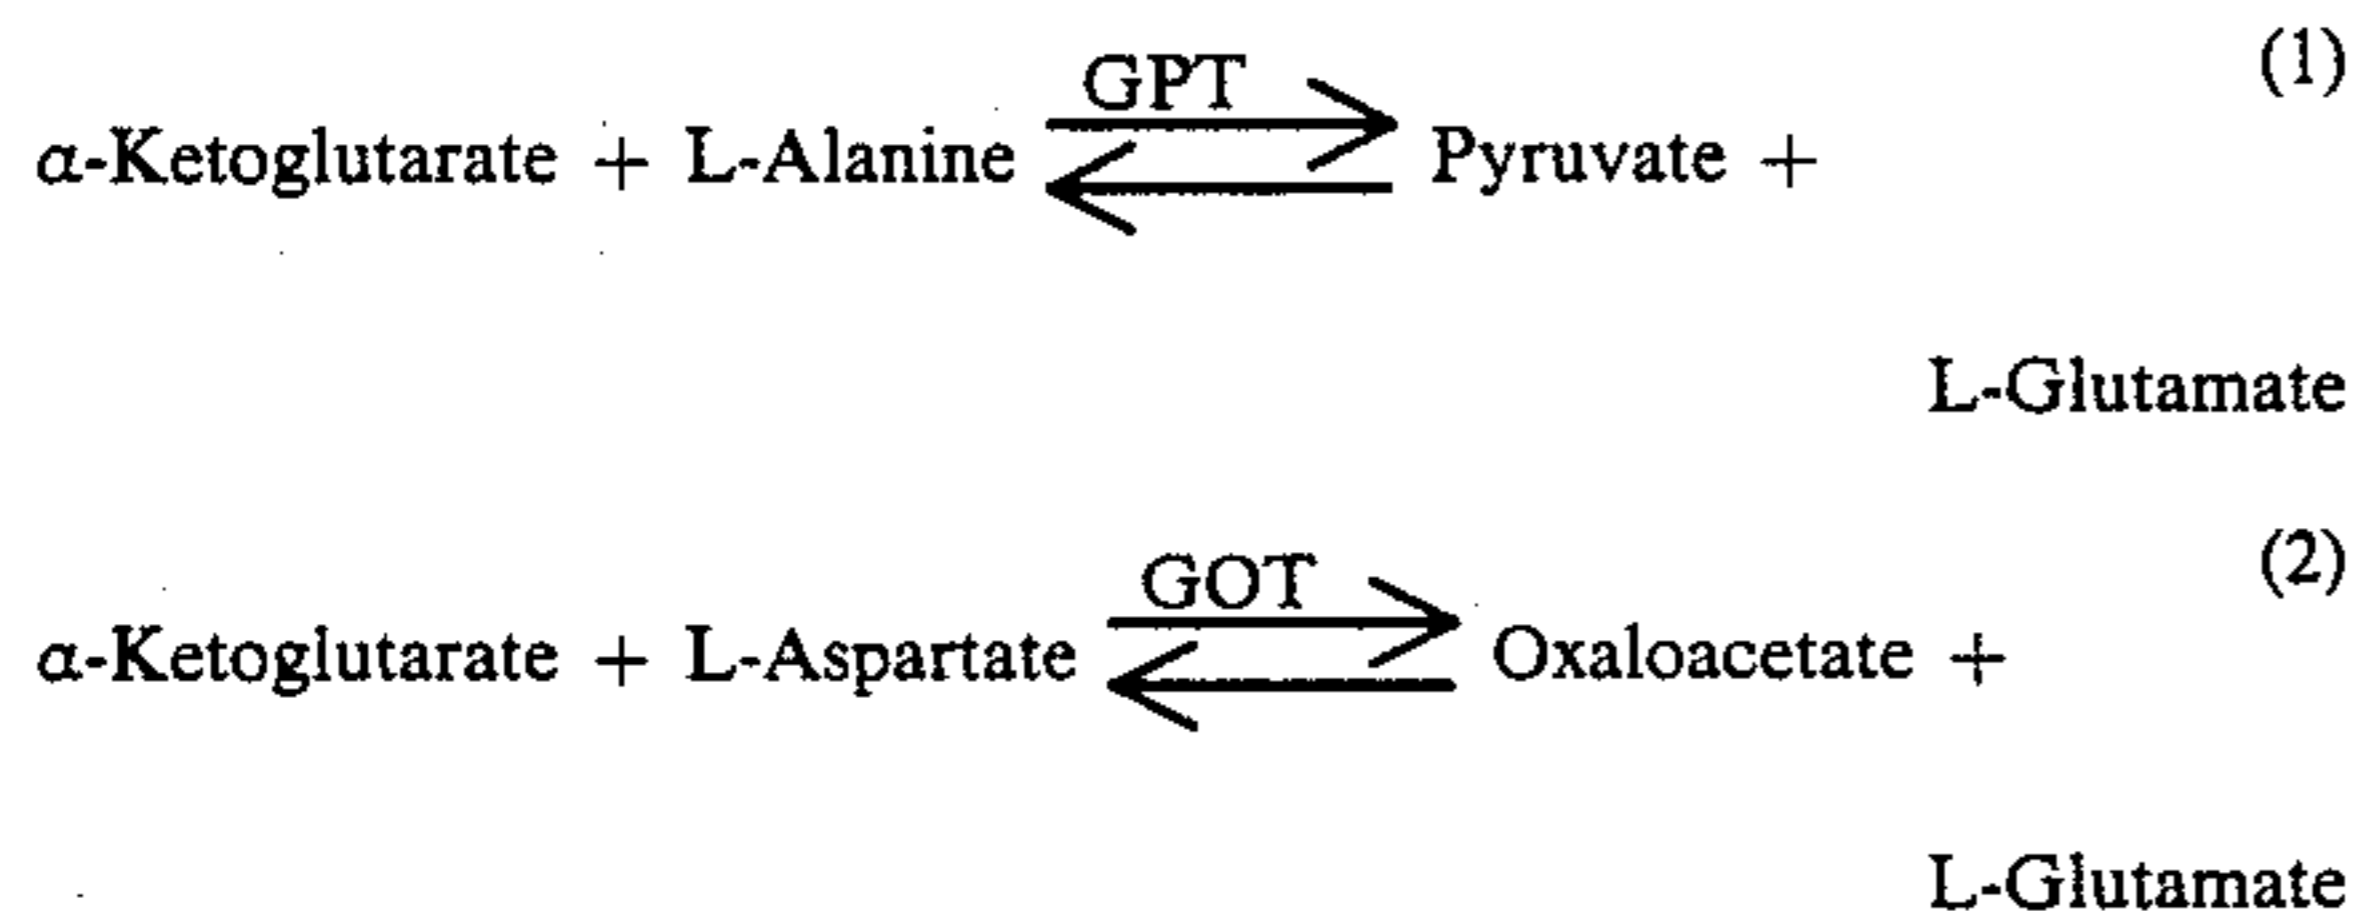 (1)
GPT
α-Ketoglutarate + L-Alanine ⇄ Pyruvate +
L-Glutamate
(2)
GOT
α-Ketoglutarate + L-Aspartate ⇄ Oxaloacetate +
L-Glutamate